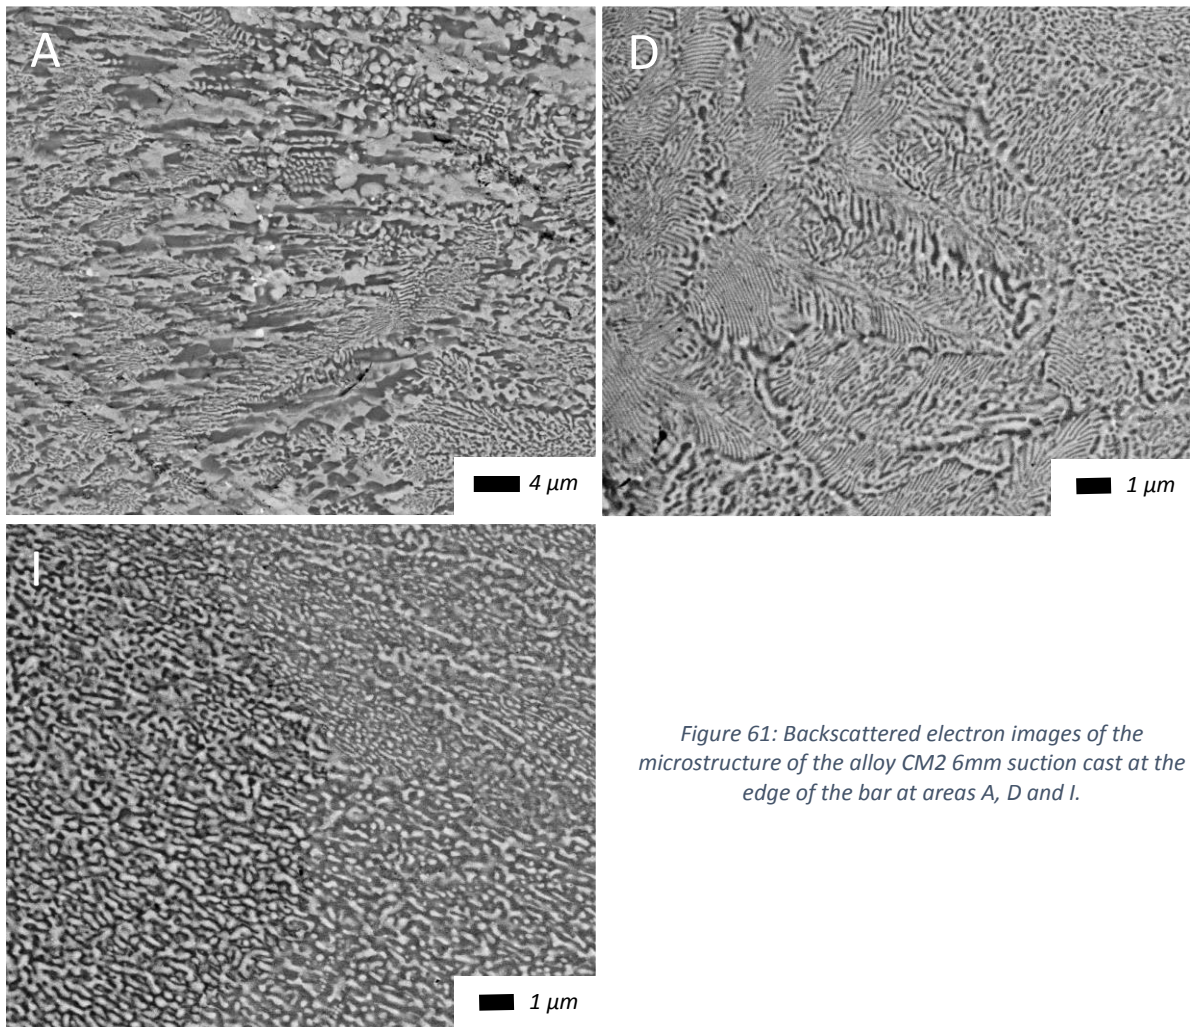 A
D
4 µm
1 µm
I
1 µm
Figure 61: Backscattered electron images of the
microstructure of the alloy CM2 6mm suction cast at the
edge of the bar at areas A, D and I.